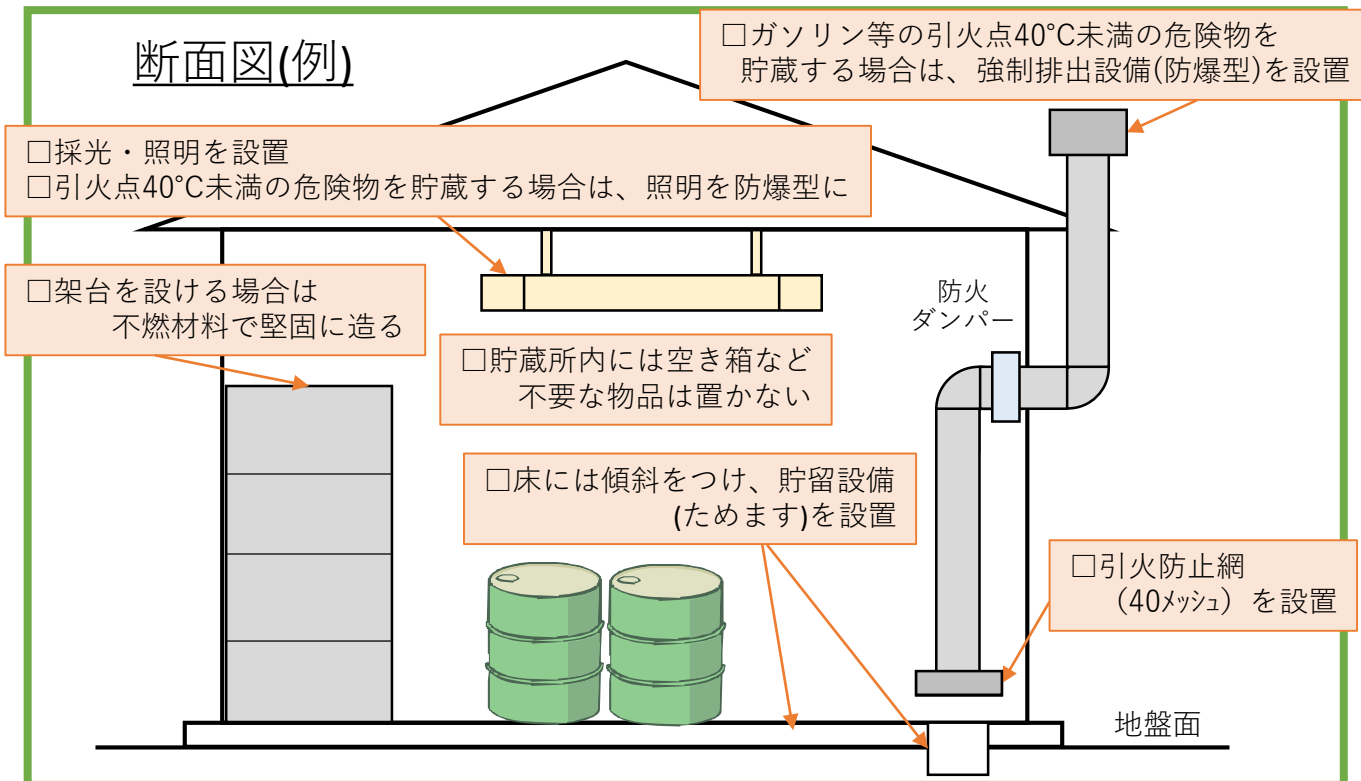 断面図(例)
□ガソリン等の引火点40°C未満の危険物を
貯蔵する場合は、強制排出設備(防爆型)を設置
□採光・照明を設置
□引火点40°C未満の危険物を貯蔵する場合は、照明を防爆型に
□架台を設ける場合は
不燃材料で堅固に造る
防火
ダンパー
□貯蔵所内には空き箱など
不要な物品は置かない
□床には傾斜をつけ、貯留設備
(ためます)を設置
□引火防止網
（40ﾒｯｼｭ）を設置
地盤面